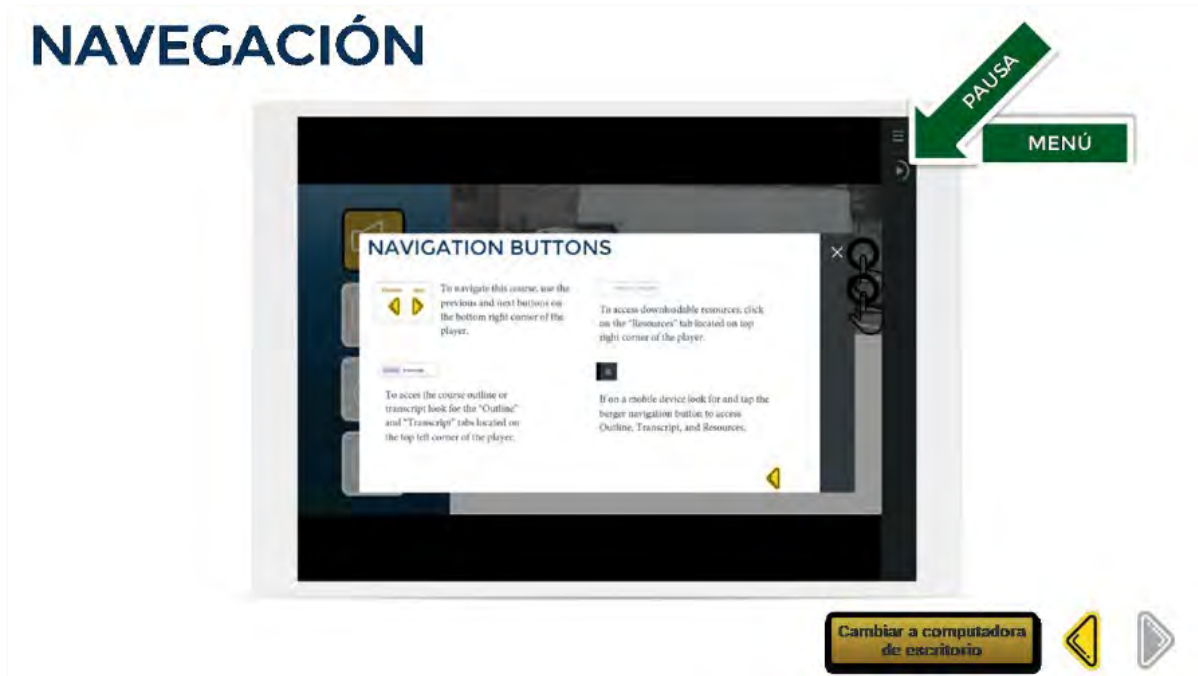 NAVEGACIÓN
PAUSA
MENÚ
NAVIGATION BUTTONS
To navigate this course, use the
previous and next buttons on
the bottom right corner of the
player.
To access downloadable resources, click
on the "Resources" tab located on top
right corner of the player.
To acces the course outline or
transcript look for the "Outline"
and "Transcript" tabs located on
the top left corner of the player.
If on a mobile device look for and tap the
burger navigation button to access
Outline, Transcript, and Resources.
Cambiar a computadora
de escritorio